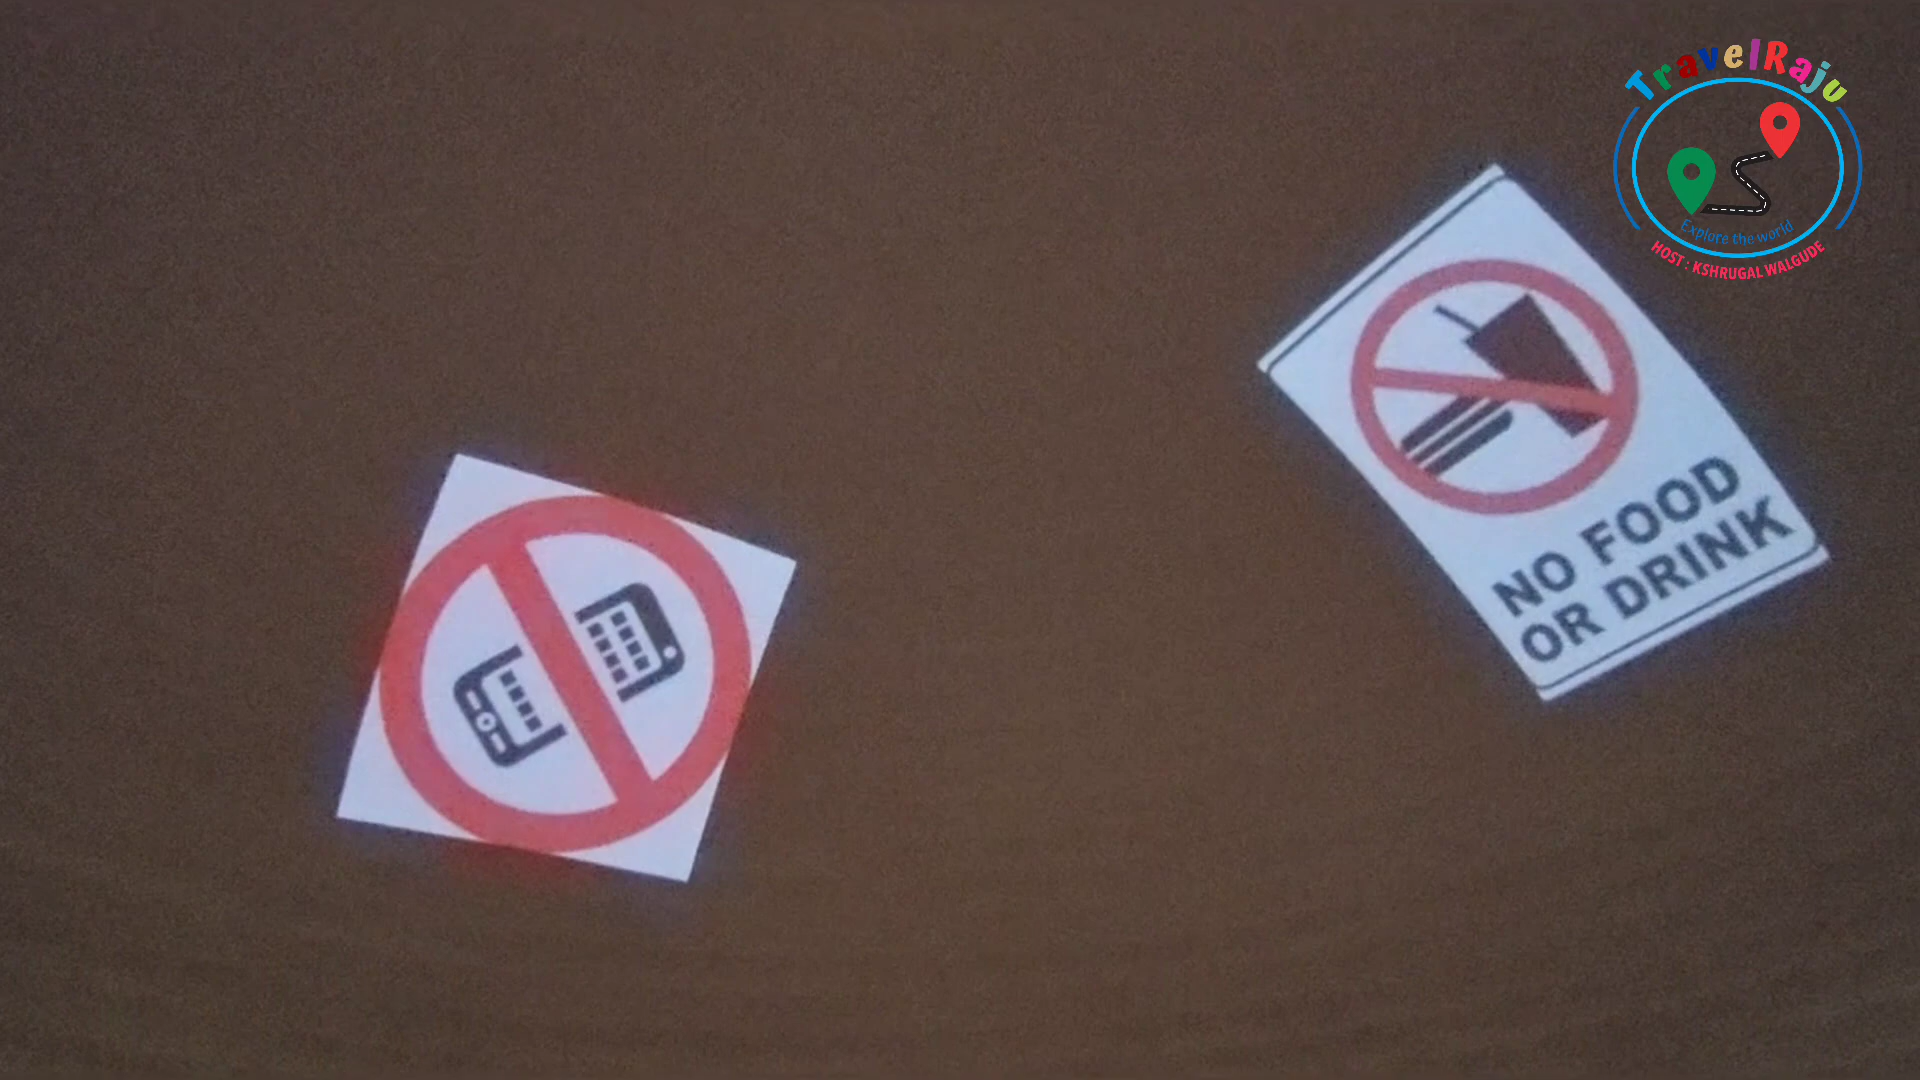 TravelRaju
Explore the world
HOST : KSHRUGAL WALGUDE
NO FOOD
OR DRINK